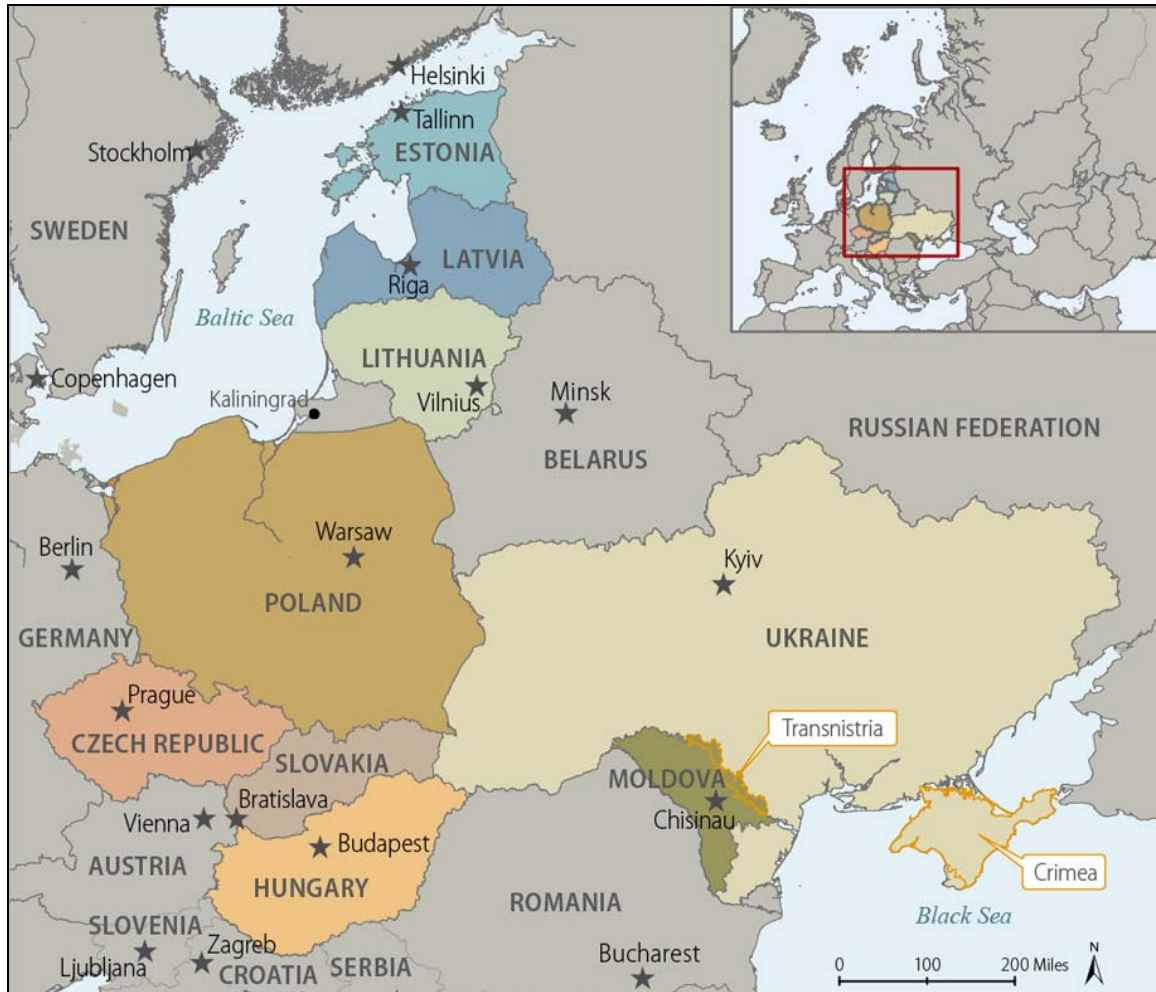 Helsinki
Tallinn
ESTONIA
Stockholm
SWEDEN
LATVIA
Riga
Baltic Sea
LITHUANIA
Copenhagen
Vilnius
Minsk
Kaliningrad
RUSSIAN FEDERATION
BELARUS
Warsaw
Berlin
Kyiv
POLAND
GERMANY
UKRAINE
Prague
Transnistria
CZECH REPUBLIC
SLOVAKIA
MOLDOVA
Bratislava
Vienna
Chisinau
Budapest
AUSTRIA
Crimea
HUNGARY
ROMANIA
Black Sea
SLOVENIA
Zagreb
Bucharest
N
Ljubljana
CROATIA
SERBIA
0 100 200 Miles